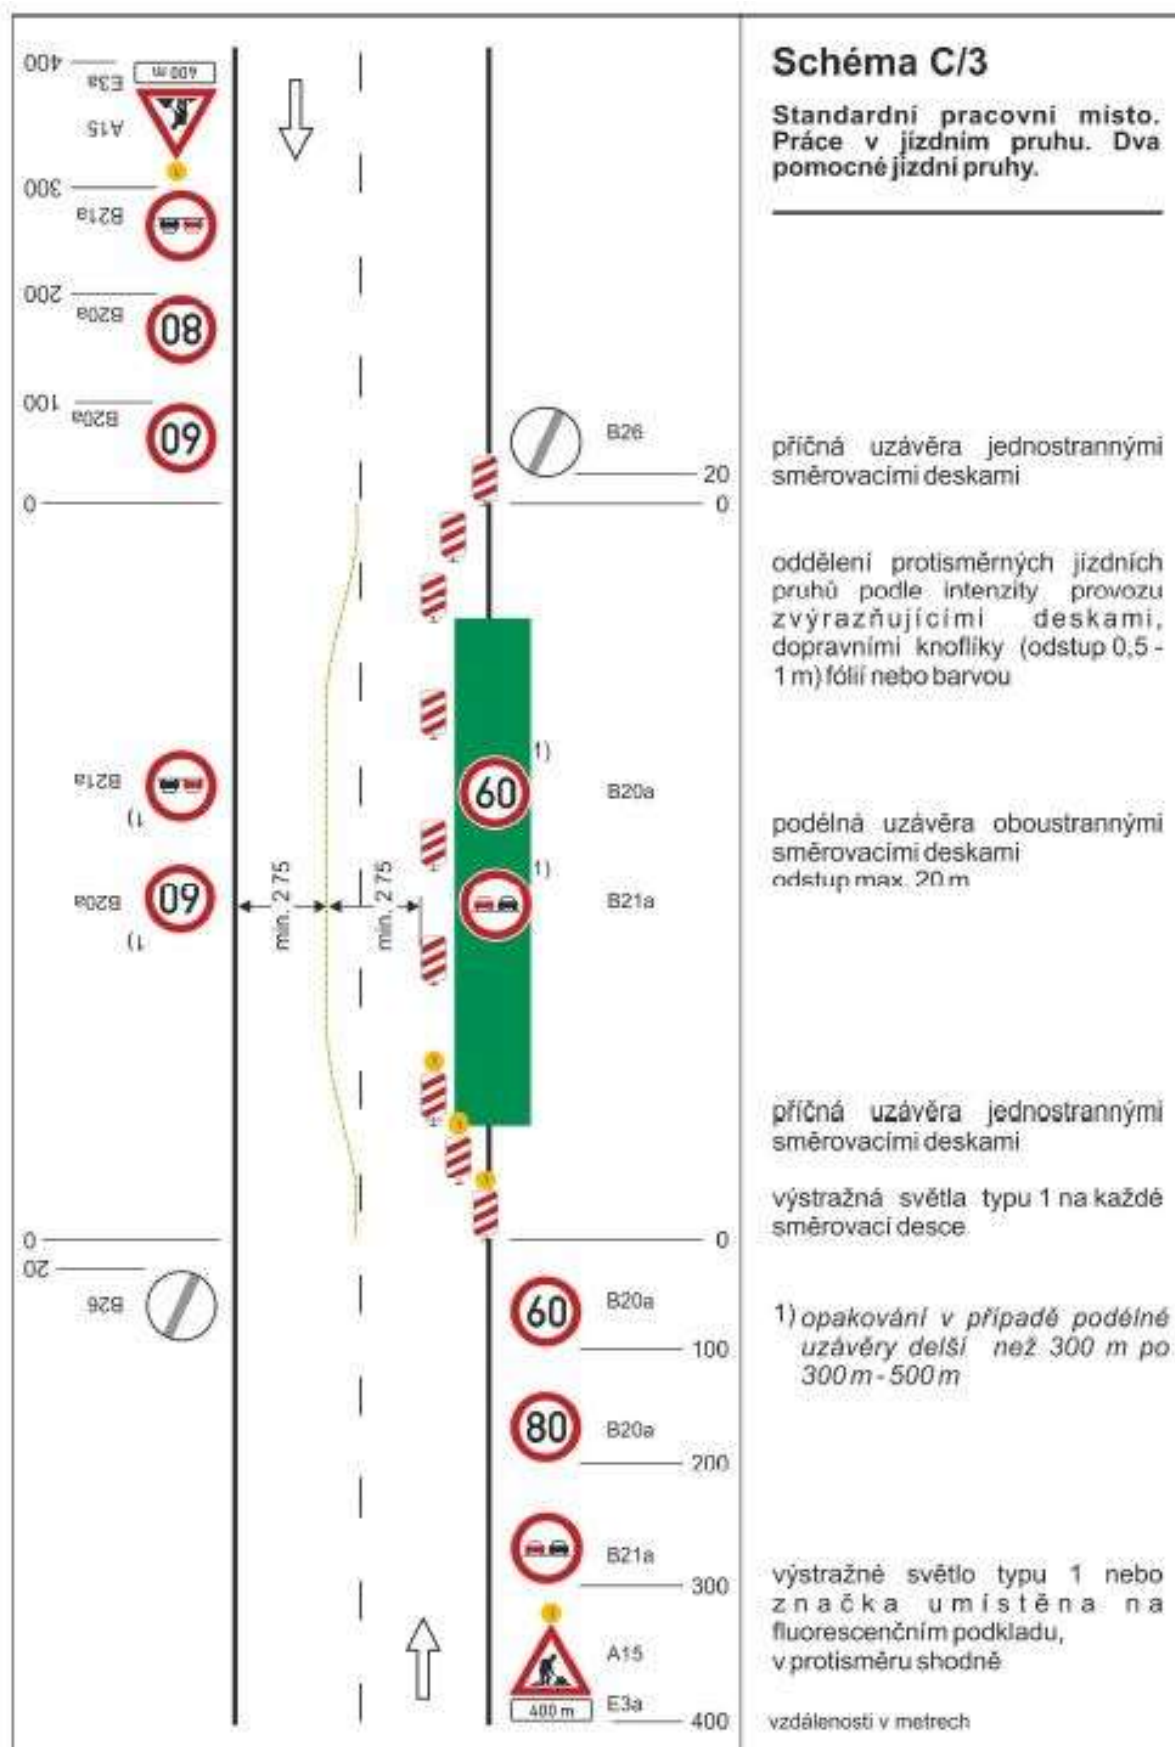 Schéma C/3
Standardní pracovní místo.
Práce v jízdním pruhu. Dva
pomocné jízdní pruhy.
400
400 m
E3a
A15
300
B21a
200
B20a
80
100
B20a
60
0
B26
20
0
příčná uzávěra jednostrannými
směrovacími deskami
oddělení protisměrných jízdních
pruhů podle intenzity provozu
zvýrazňujícími deskami,
dopravními knoflíky (odstup 0,5 -
1 m) fólií nebo barvou
B21a
1)
B20a
60
1)
min. 2 75
min. 2 75
1)
60
B20a
1)
B21a
podélná uzávěra oboustrannými
směrovacími deskami
odstup max. 20 m
příčná uzávěra jednostrannými
směrovacími deskami
výstražná světla typu 1 na každé
směrovací desce
0
20
B26
0
60
B20a
100
80
B20a
200
B21a
300
A15
400 m
E3a
400
1) opakování v případě podélné
uzávěry delší než 300 m po
300 m - 500 m
výstražné světlo typu 1 nebo
značka umístěna na
fluorescenčním podkladu,
v protisměru shodně
vzdálenosti v metrech